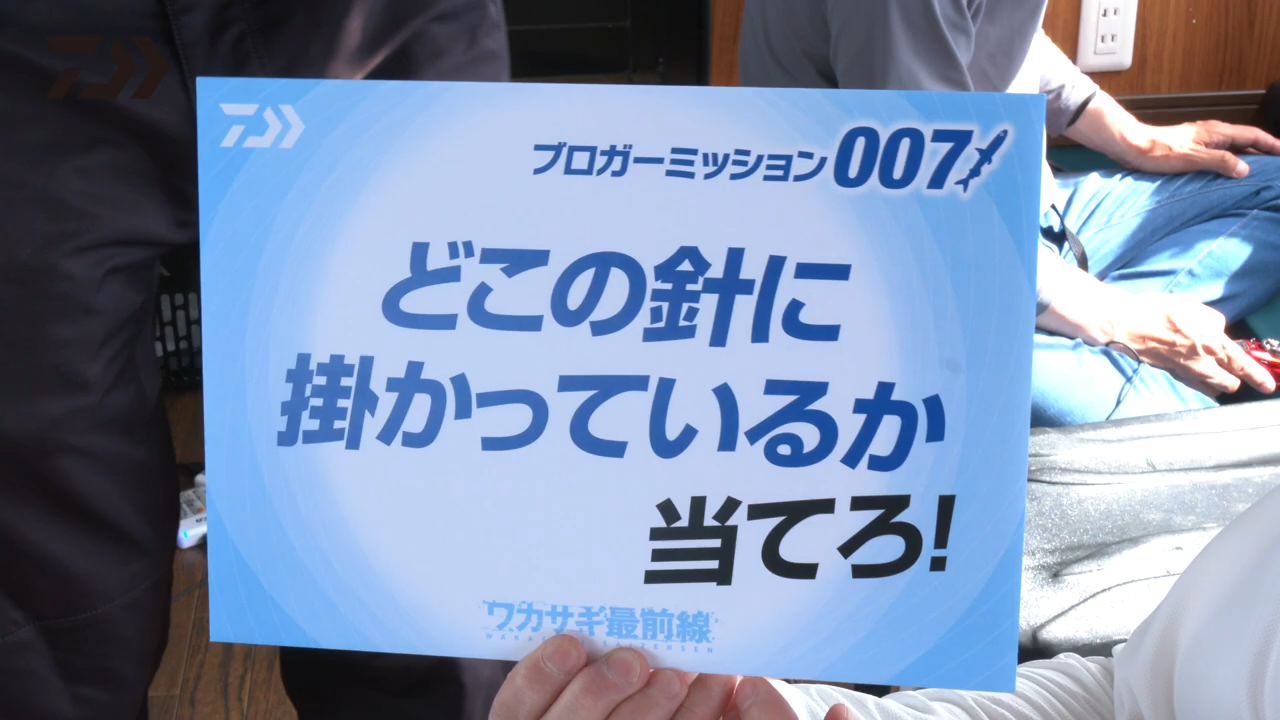 ブロガーミッション007
どこの針に
掛かっているか
当てろ!
ワカサギ最前線